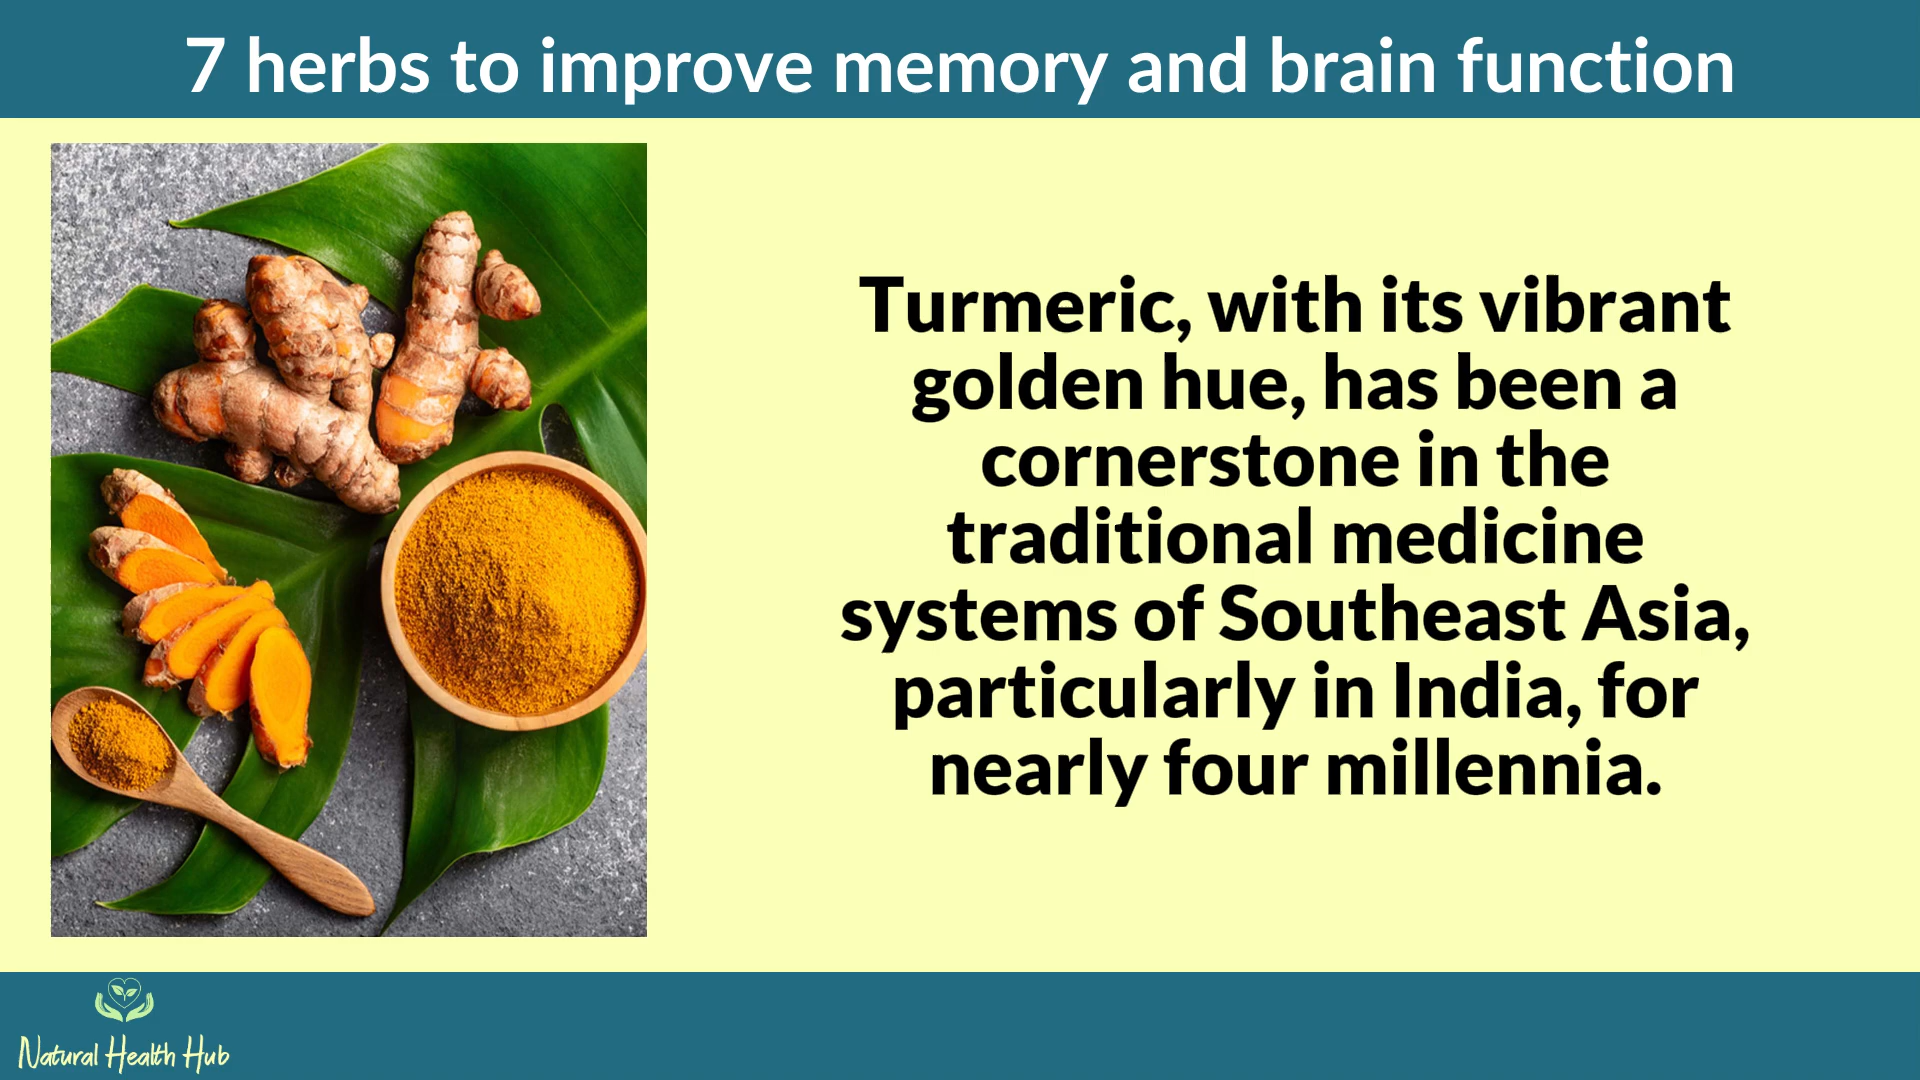 7 herbs to improve memory and brain function
Turmeric, with its vibrant
golden hue, has been a
cornerstone in the
traditional medicine
systems of Southeast Asia,
particularly in India, for
nearly four millennia.
Natural Health Hub